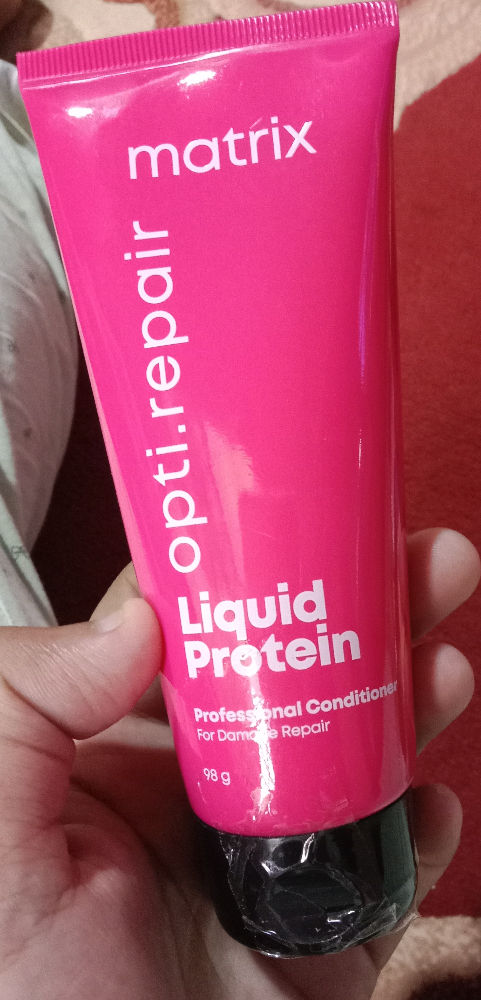 matrix
opti.repair
Liquid
Protein
Professional Conditioner
For Damage Repair
98 g